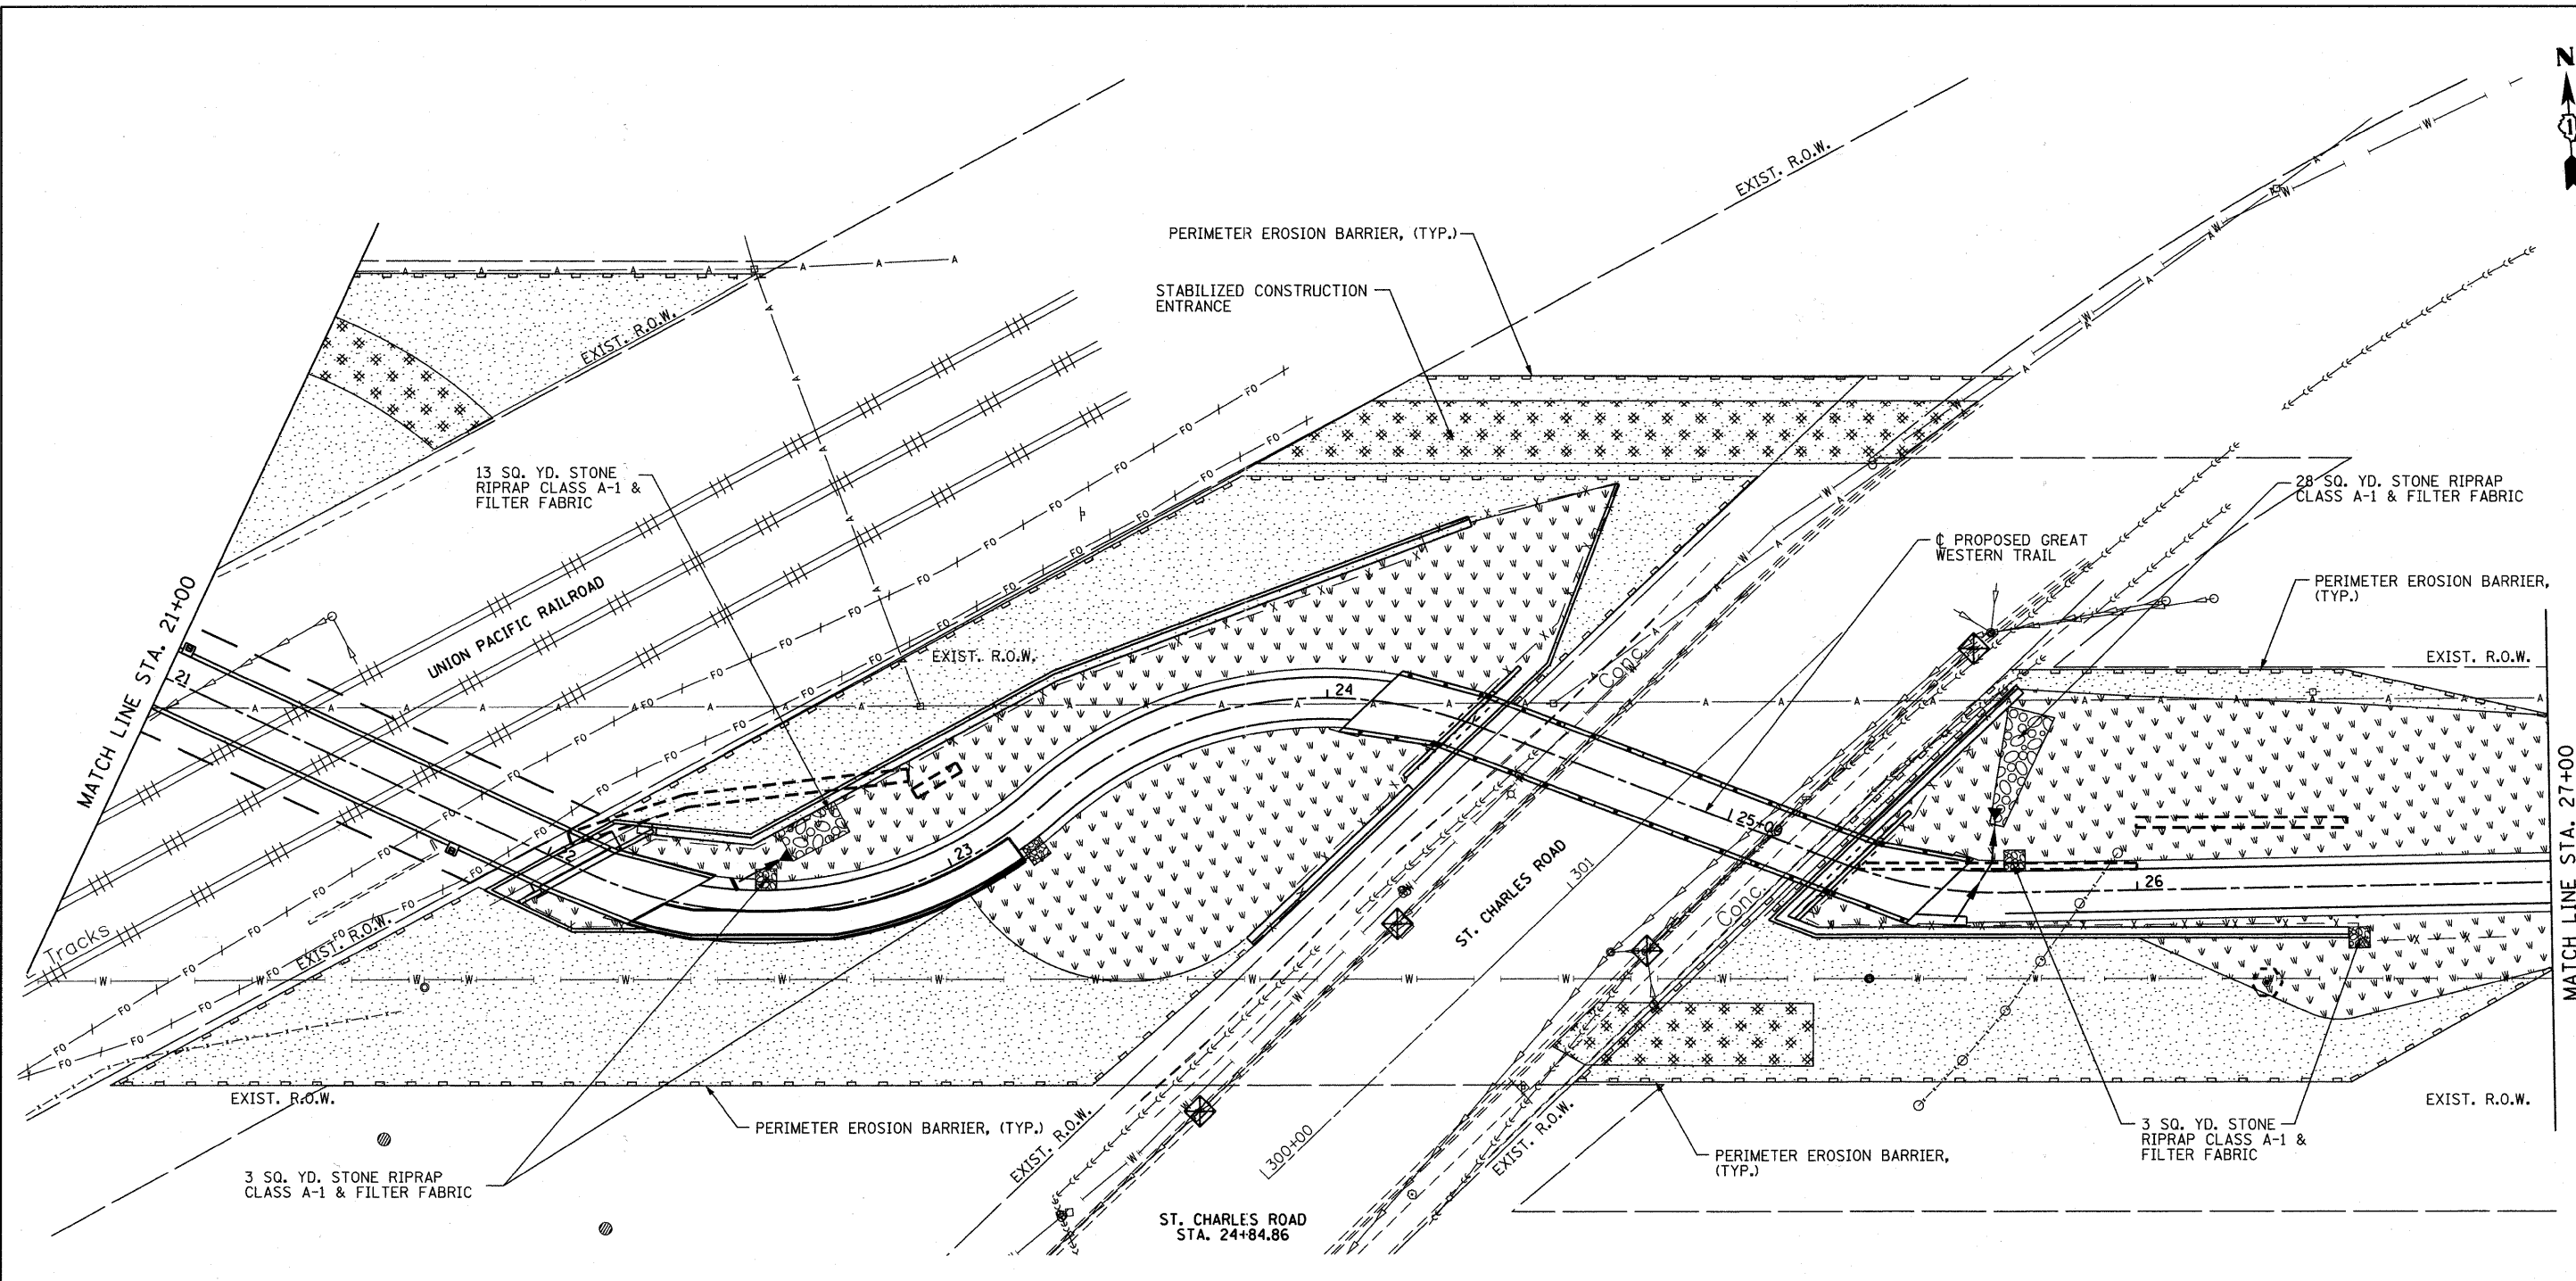 N
EXIST. R.O.W.
PERIMETER EROSION BARRIER, (TYP.)
STABILIZED CONSTRUCTION
ENTRANCE
EXIST. R.O.W.
13 SQ. YD. STONE
RIPRAP CLASS A-1 &
FILTER FABRIC
28 SQ. YD. STONE RIPRAP
CLASS A-1 & FILTER FABRIC
℄ PROPOSED GREAT
WESTERN TRAIL
PERIMETER EROSION BARRIER,
(TYP.)
MATCH LINE STA. 21+00
UNION PACIFIC RAILROAD
EXIST. R.O.W.
EXIST. R.O.W.
Conc.
21
22
23
24
25+00
26
ST. CHARLES ROAD
301
Conc.
MATCH LINE STA. 27+00
Tracks
EXIST. R.O.W.
EXIST. R.O.W.
PERIMETER EROSION BARRIER, (TYP.)
EXIST. R.O.W.
300+00
EXIST. R.O.W.
PERIMETER EROSION BARRIER,
(TYP.)
3 SQ. YD. STONE
RIPRAP CLASS A-1 &
FILTER FABRIC
EXIST. R.O.W.
3 SQ. YD. STONE RIPRAP
CLASS A-1 & FILTER FABRIC
ST. CHARLES ROAD
STA. 24+84.86